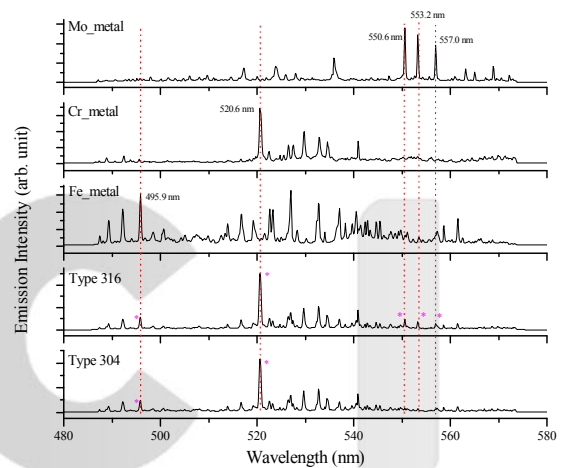 Mo_metal
550.6 nm
553.2 nm
557.0 nm
Cr_metal
520.6 nm
Fe_metal
495.9 nm
Type 316
*
*
*
*
*
Type 304
*
*
Emission Intensity (arb. unit)
480
500
520
540
560
580
Wavelength (nm)